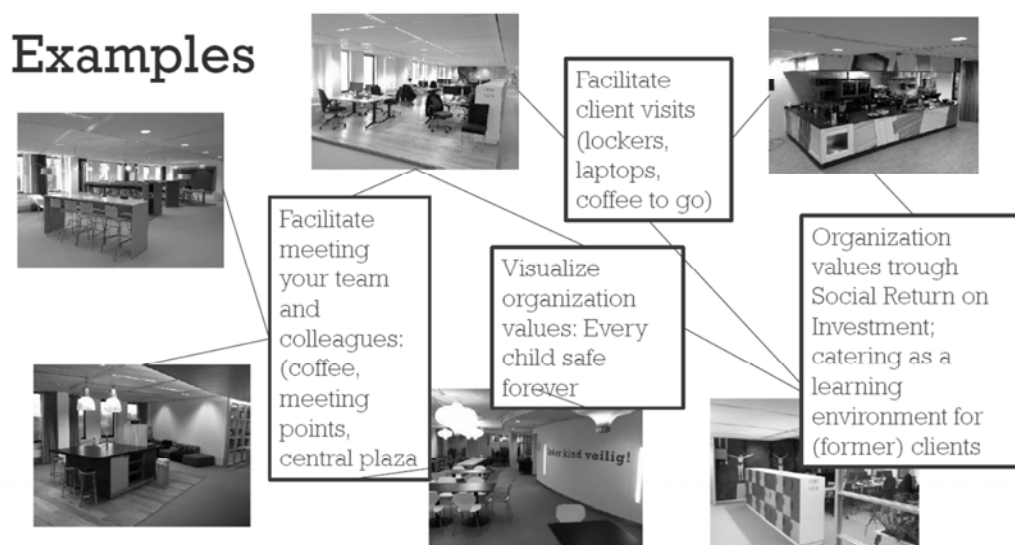 Examples
Facilitate
client visits
(lockers,
laptops,
coffee to go)
Facilitate
meeting
your team
and
colleagues:
(coffee,
meeting
points,
central plaza
Visualize
organization
values: Every
child safe
forever
Organization
values trough
Social Return on
Investment;
catering as a
learning
environment for
(former) clients
Ieder kind veilig!